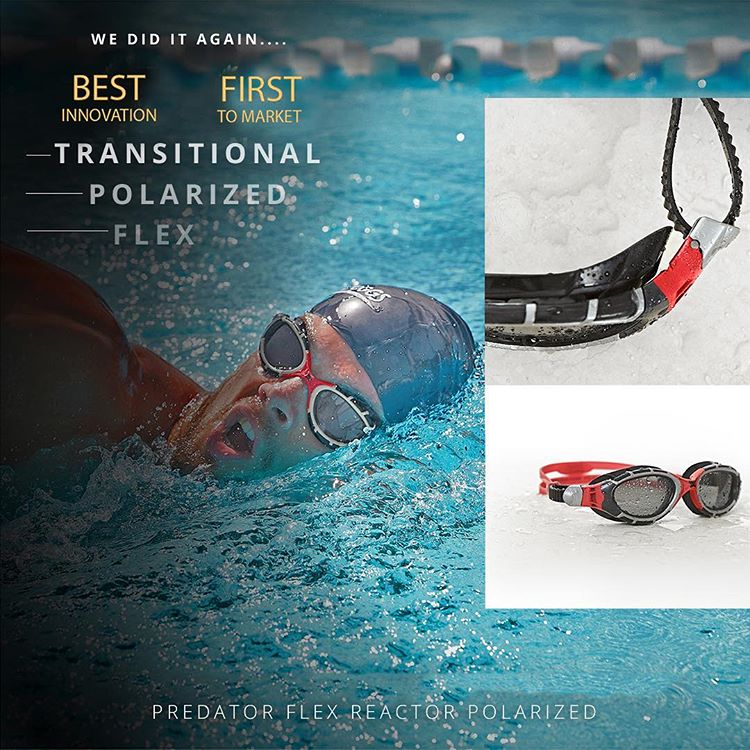 WE DID IT AGAIN....
BEST
INNOVATION
FIRST
TO MARKET
TRANSITIONAL
POLARIZED
FLEX
PREDATOR FLEX REACTOR POLARIZED